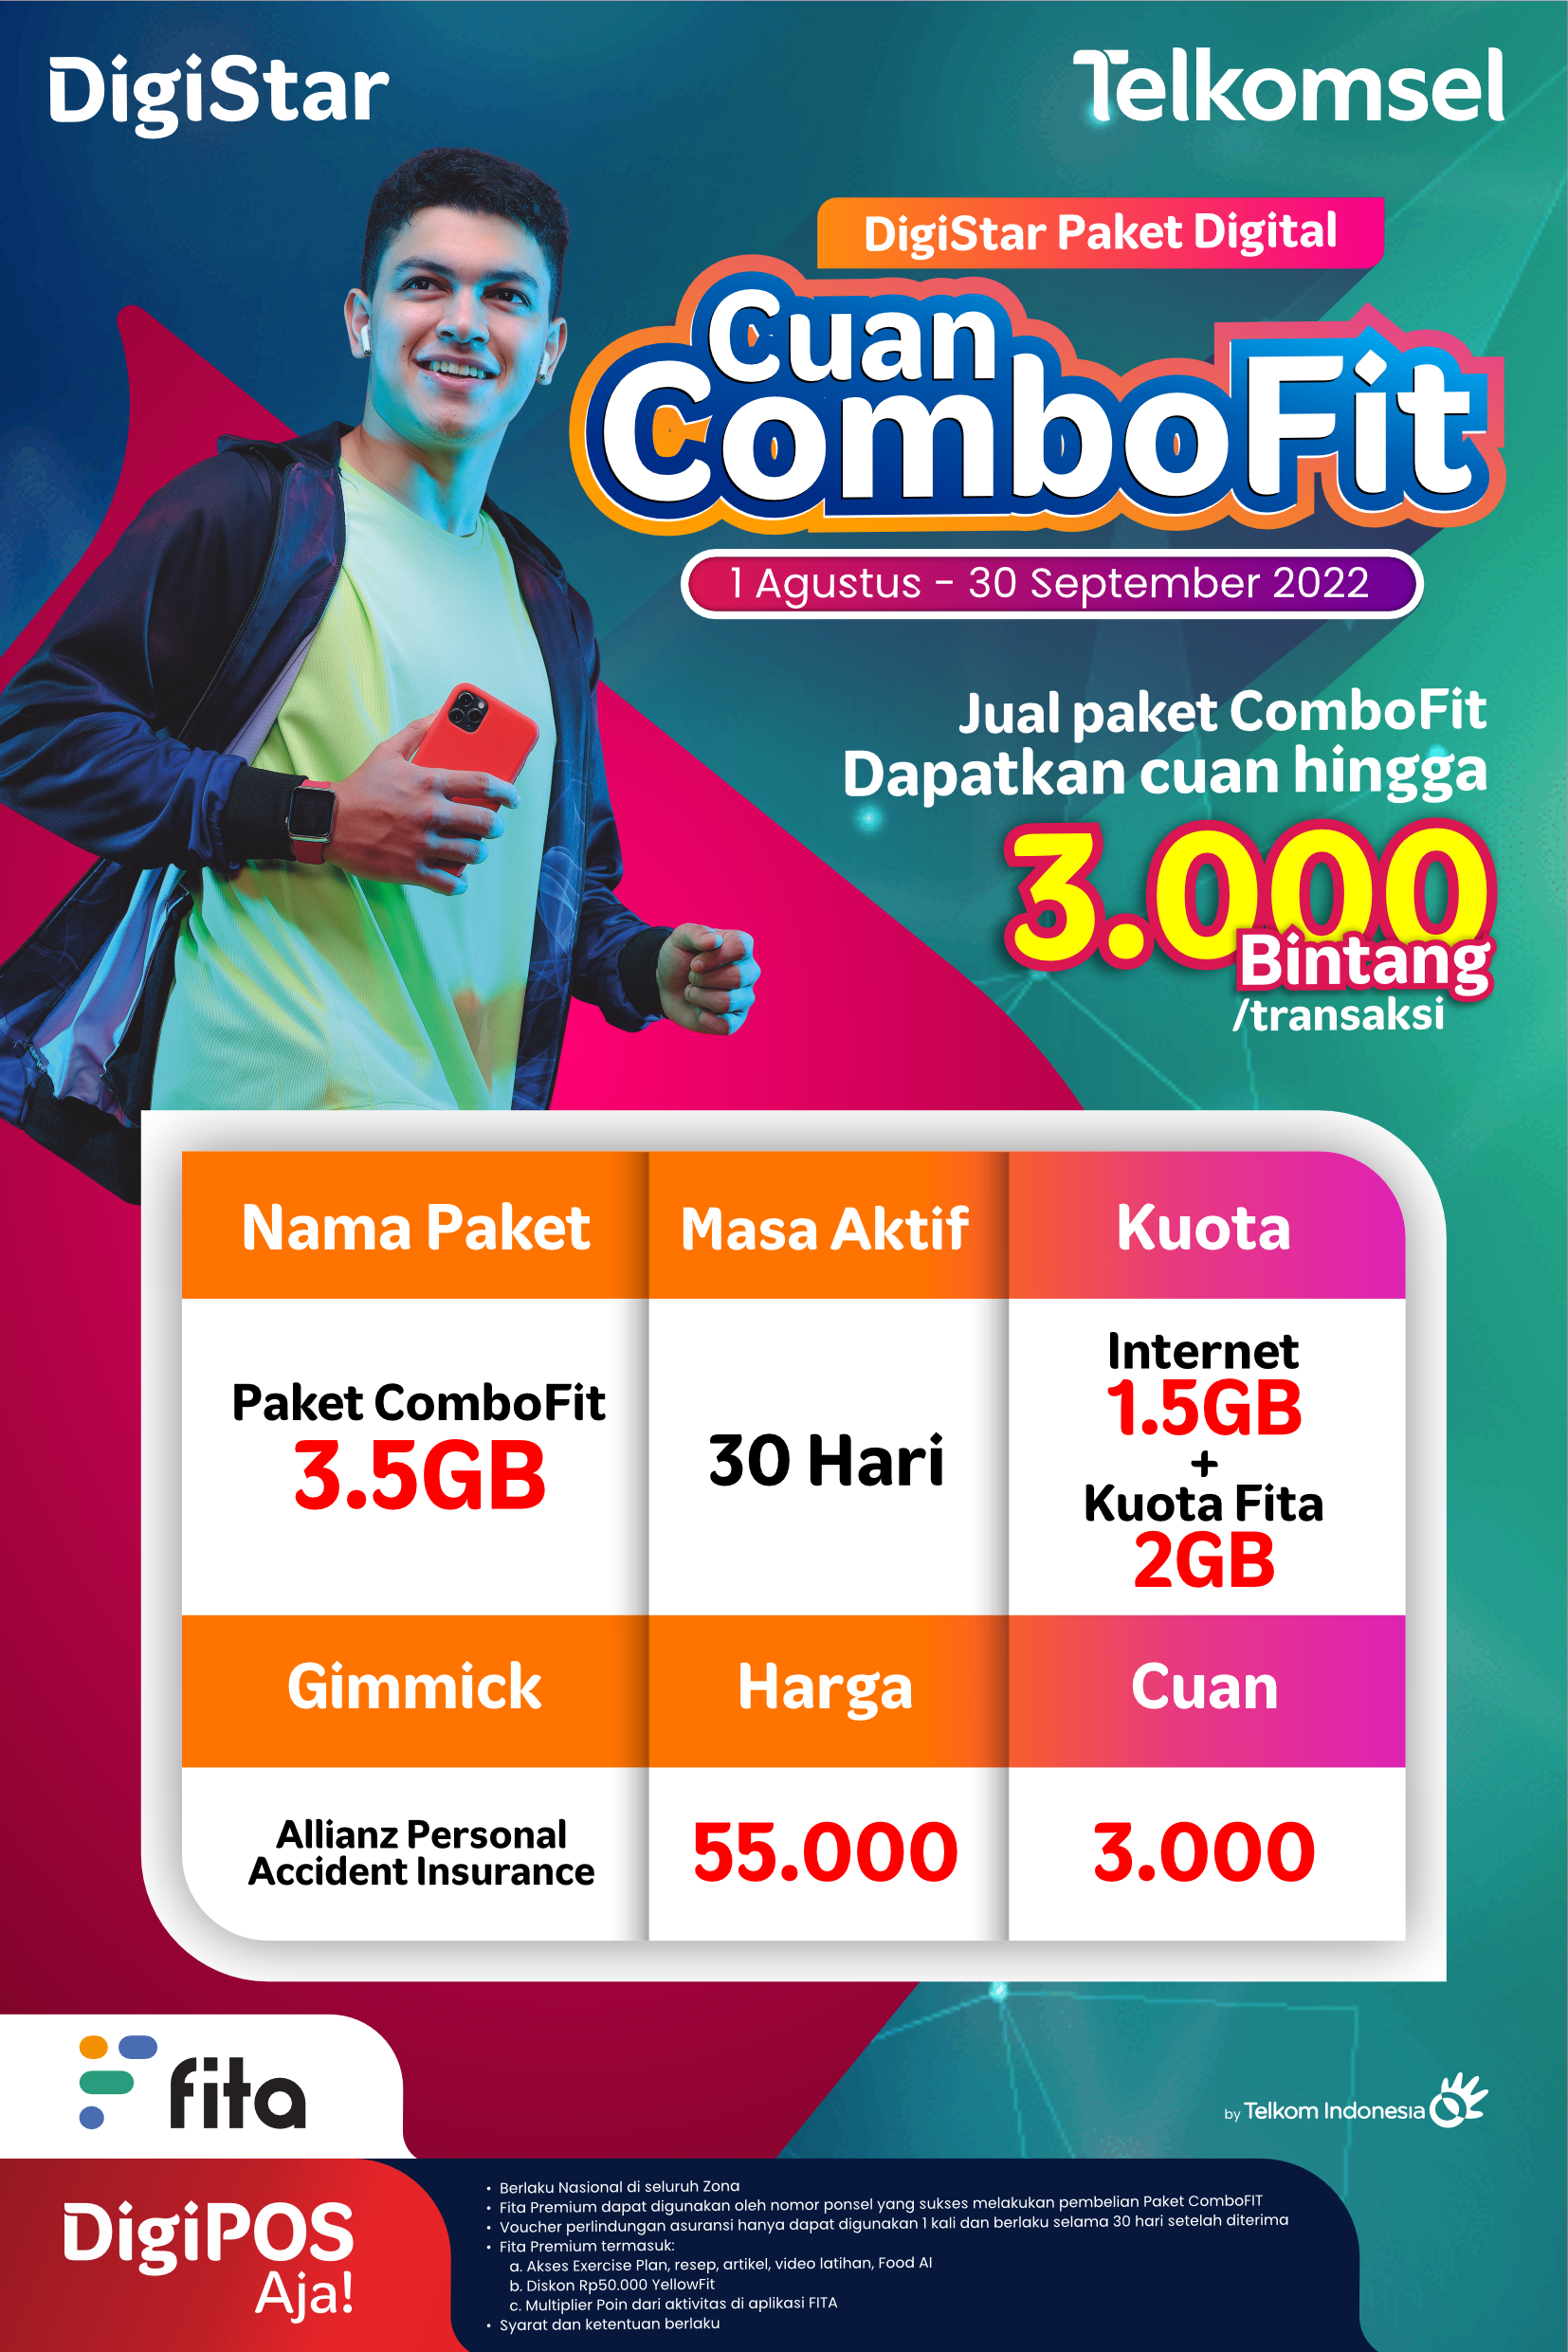 DigiStar
Telkomsel
DigiStar Paket Digital
Cuan
ComboFit
1 Agustus - 30 September 2022
Jual paket ComboFit
Dapatkan cuan hingga
3.000
Bintang
/transaksi
Nama Paket
Masa Aktif
Kuota
Paket ComboFit
3.5GB
30 Hari
Internet
1.5GB
+
Kuota Fita
2GB
Gimmick
Harga
Cuan
Allianz Personal
Accident Insurance
55.000
3.000
fita
by Telkom Indonesia
DigiPOS
Aja!
• Berlaku Nasional di seluruh Zona
• Fita Premium dapat digunakan oleh nomor ponsel yang sukses melakukan pembelian Paket ComboFIT
• Voucher perlindungan asuransi hanya dapat digunakan 1 kali dan berlaku selama 30 hari setelah diterima
• Fita Premium termasuk:
a. Akses Exercise Plan, resep, artikel, video latihan, Food AI
b. Diskon Rp50.000 YellowFit
c. Multiplier Poin dari aktivitas di aplikasi FITA
• Syarat dan ketentuan berlaku